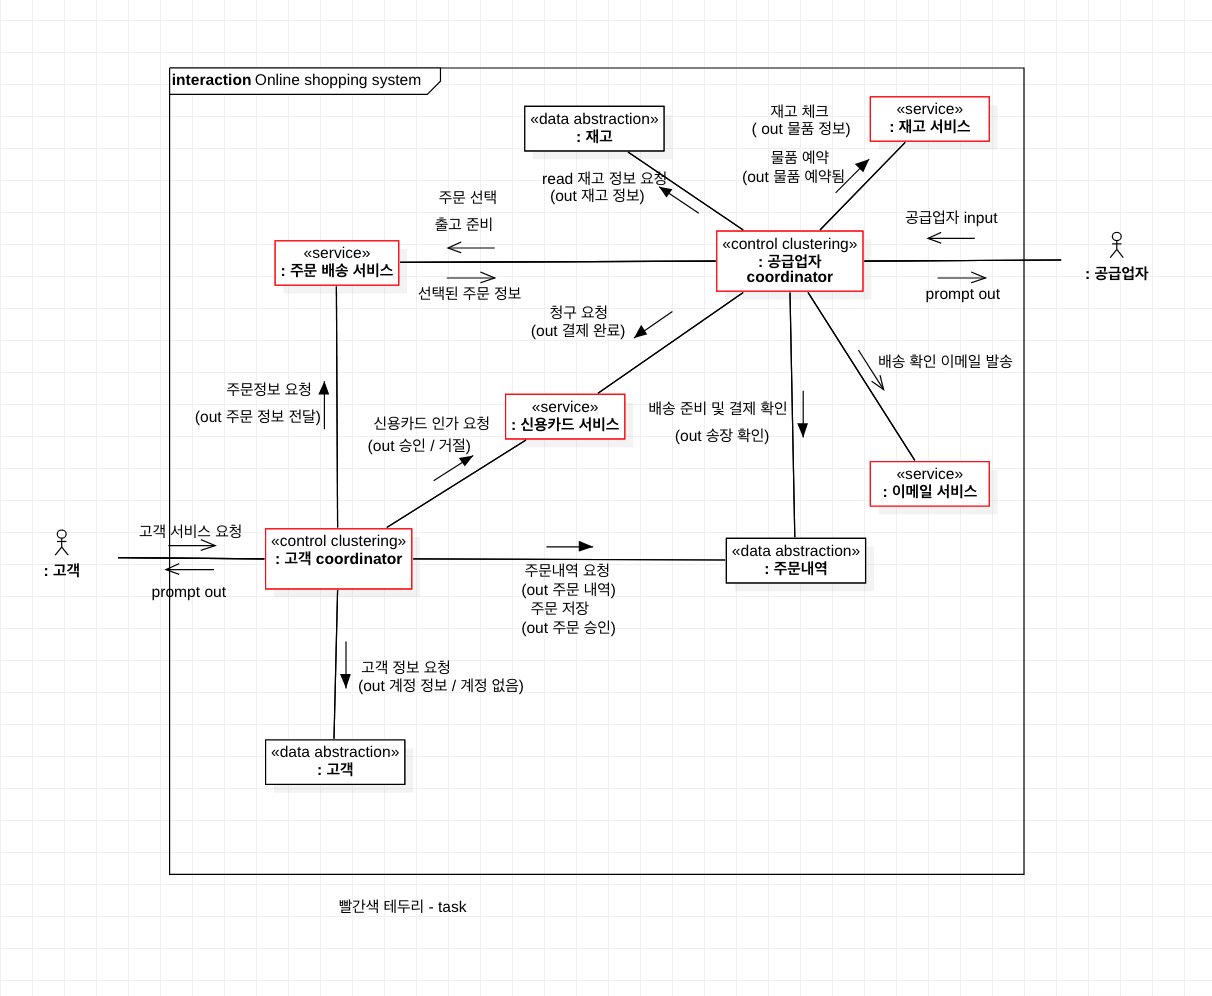 interaction Online shopping system
«data abstraction»
: 재고
재고 체크
( out 물품 정보)
물품 예약
(out 물품 예약됨
«service»
: 재고 서비스
read 재고 정보 요청
(out 재고 정보)
주문 선택
출고 준비
공급업자 input
«service»
: 주문 배송 서비스
«control clustering»
: 공급업자
coordinator
: 공급업자
선택된 주문 정보
prompt out
청구 요청
(out 결제 완료)
배송 확인 이메일 발송
주문정보 요청
(out 주문 정보 전달)
신용카드 인가 요청
(out 승인 / 거절)
«service»
: 신용카드 서비스
배송 준비 및 결제 확인
(out 송장 확인)
«service»
: 이메일 서비스
고객 서비스 요청
: 고객
prompt out
«control clustering»
: 고객 coordinator
주문내역 요청
(out 주문 내역)
주문 저장
(out 주문 승인)
«data abstraction»
: 주문내역
고객 정보 요청
(out 계정 정보 / 계정 없음)
«data abstraction»
: 고객
빨간색 테두리 - task